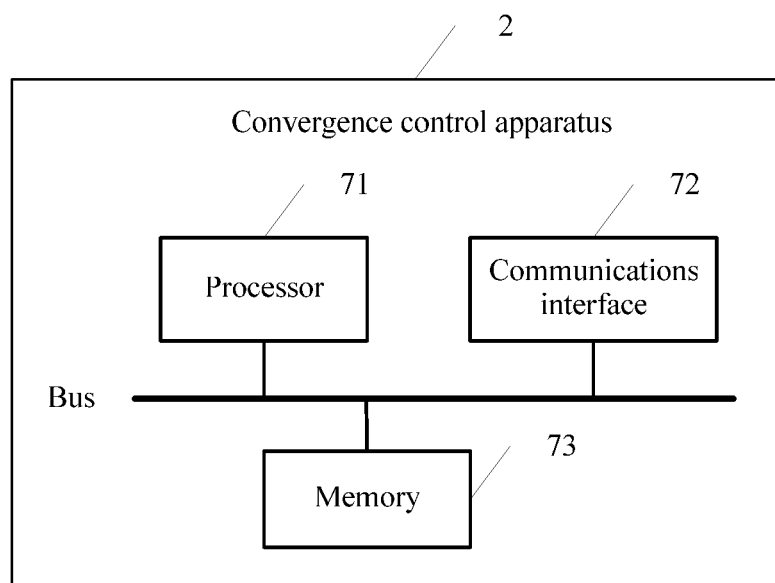 2
Convergence control apparatus
71
72
Processor
Communications
interface
Bus
73
Memory